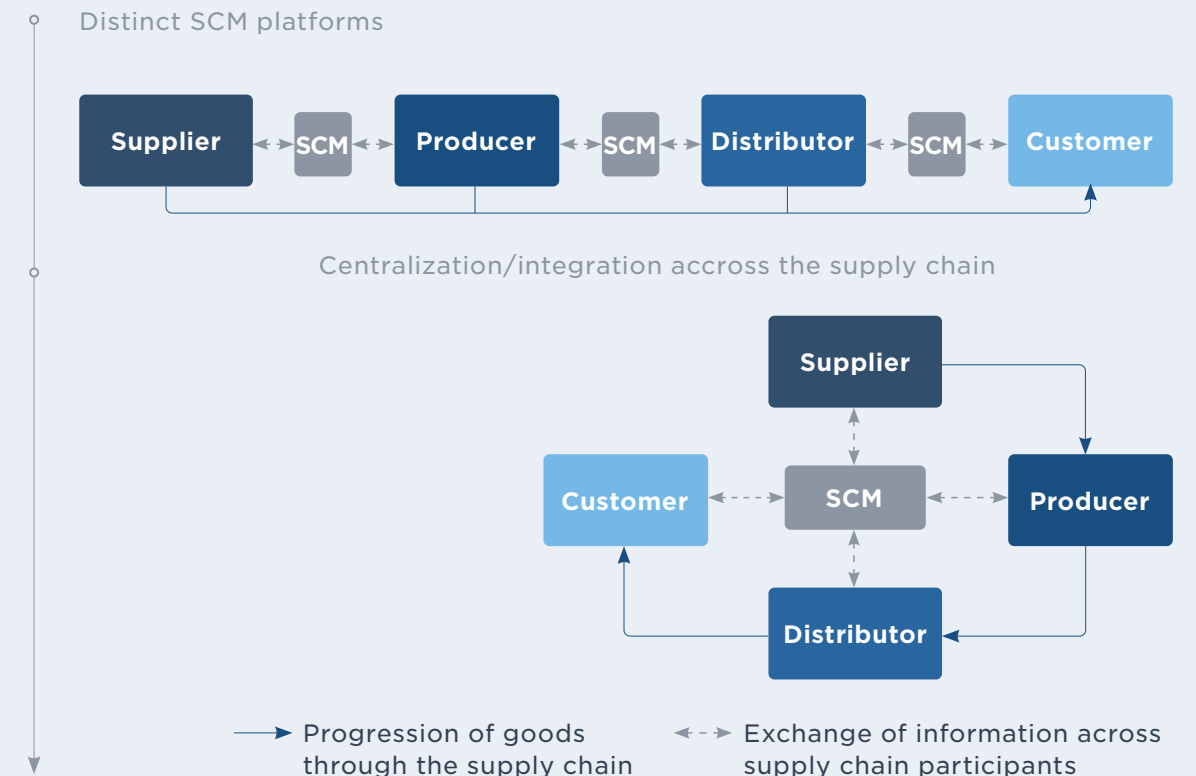 Distinct SCM platforms
Supplier
SCM
Producer
SCM
Distributor
SCM
Customer
Centralization/integration accross the supply chain
Supplier
Customer
SCM
Producer
Distributor
Progression of goods
through the supply chain
Exchange of information across
supply chain participants